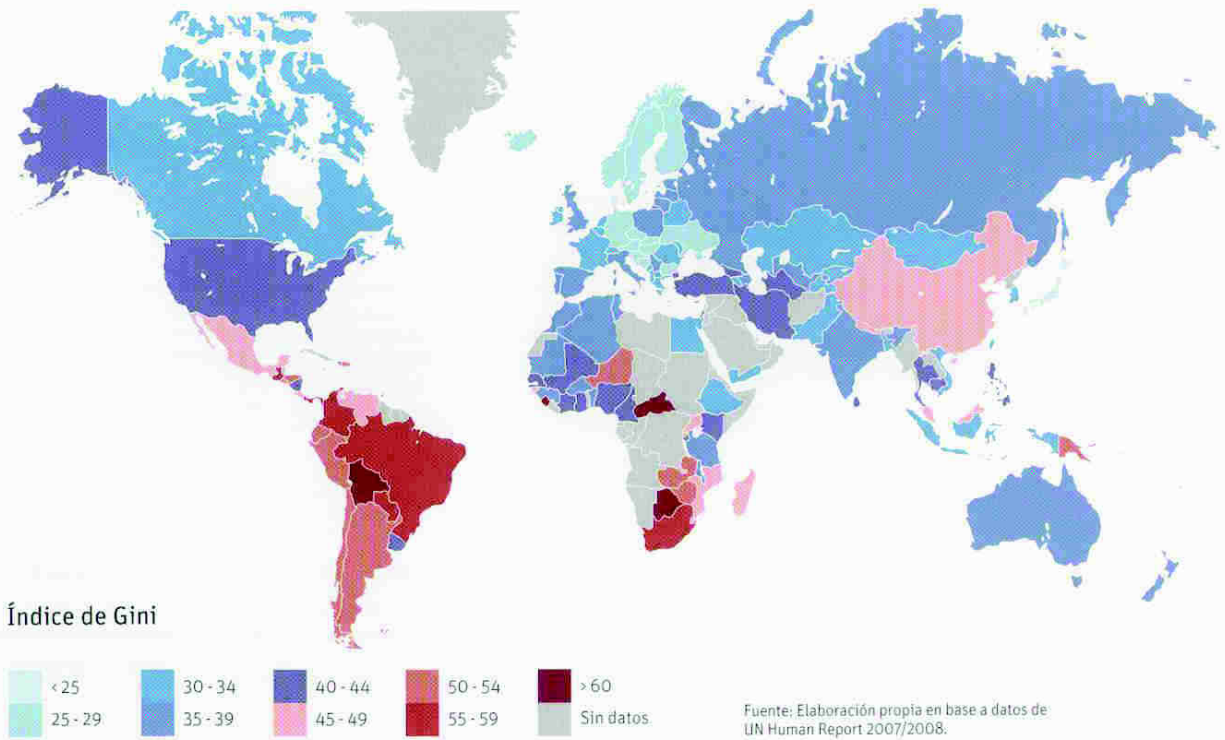 Índice de Gini
< 25
25 - 29
30 - 34
35 - 39
40 - 44
45 - 49
50 - 54
55 - 59
> 60
Sin datos
Fuente: Elaboración propia en base a datos de
UN Human Report 2007/2008.